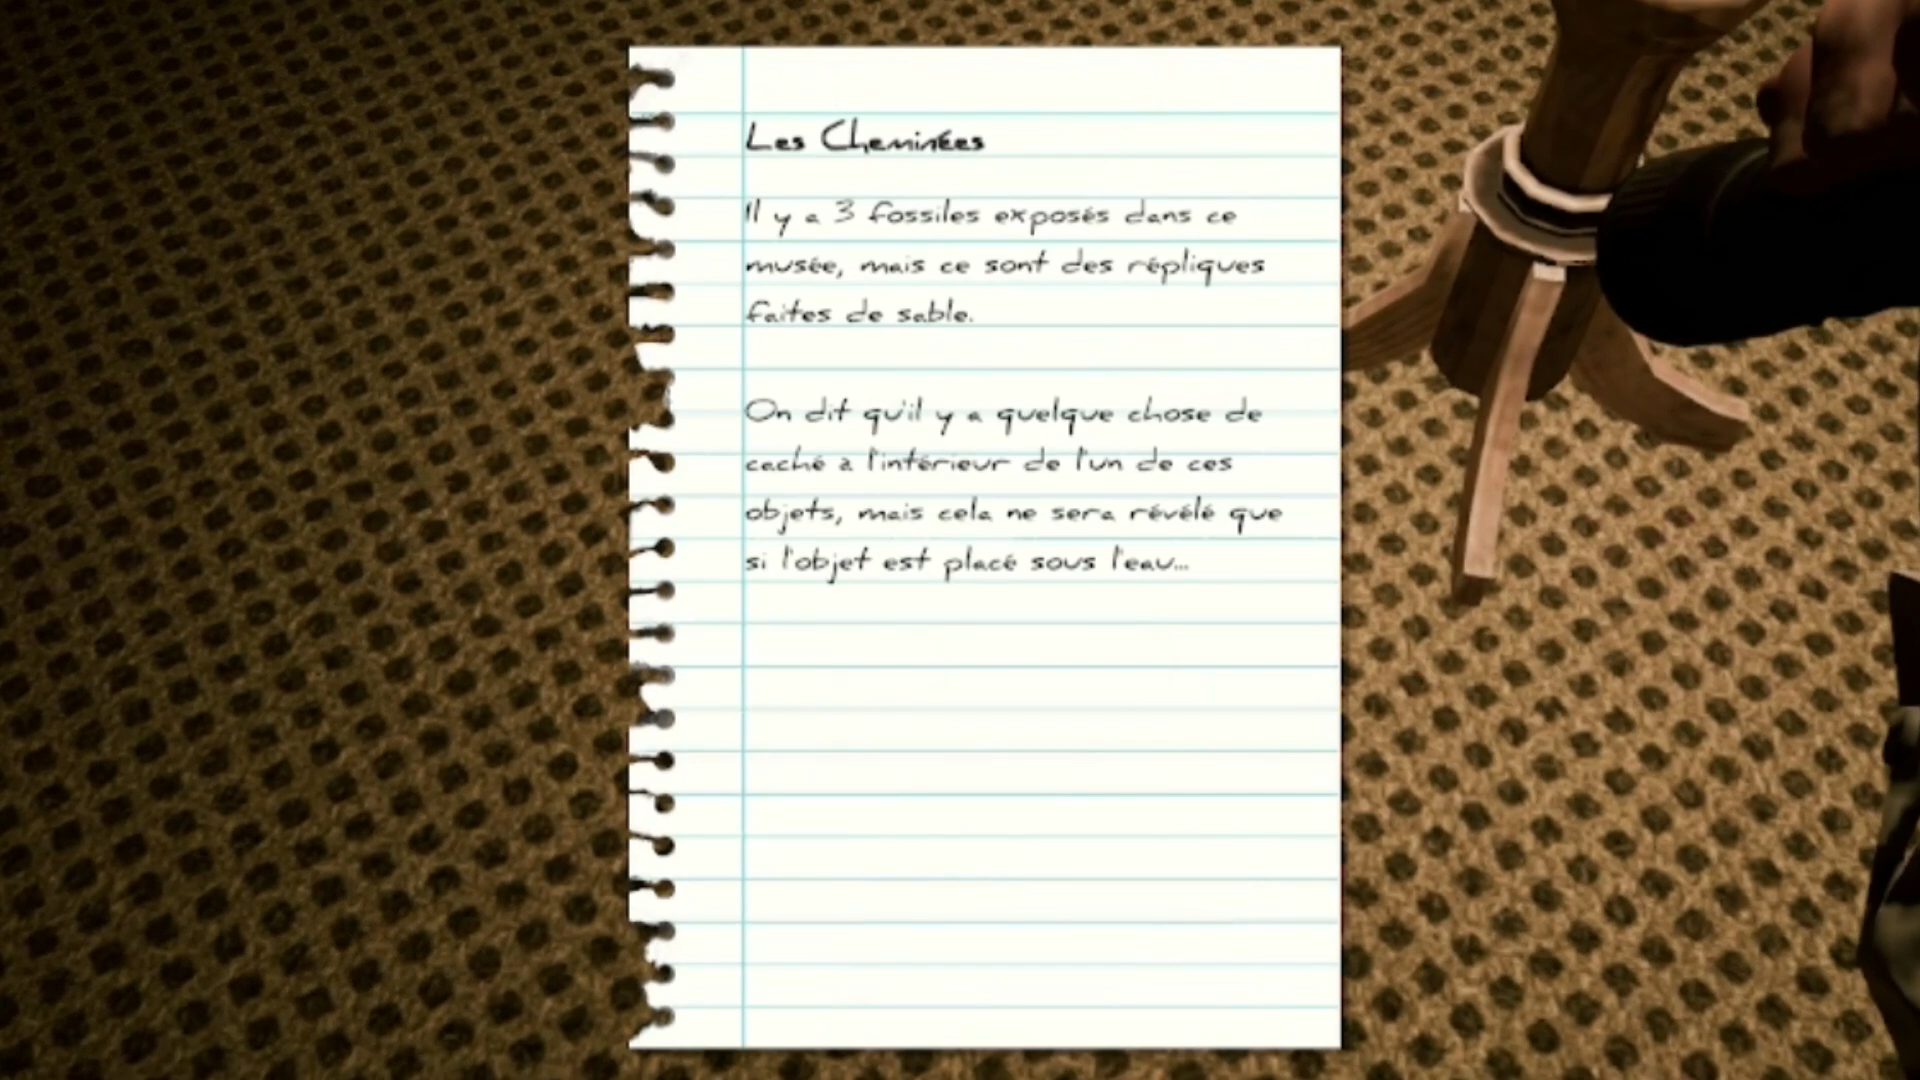 Les Cheminées
Il y a 3 fossiles exposés dans ce
musée, mais ce sont des répliques
faites de sable.
On dit qu'il y a quelque chose de
caché à l'intérieur de l'un de ces
objets, mais cela ne sera révélé que
si l'objet est placé sous l'eau...